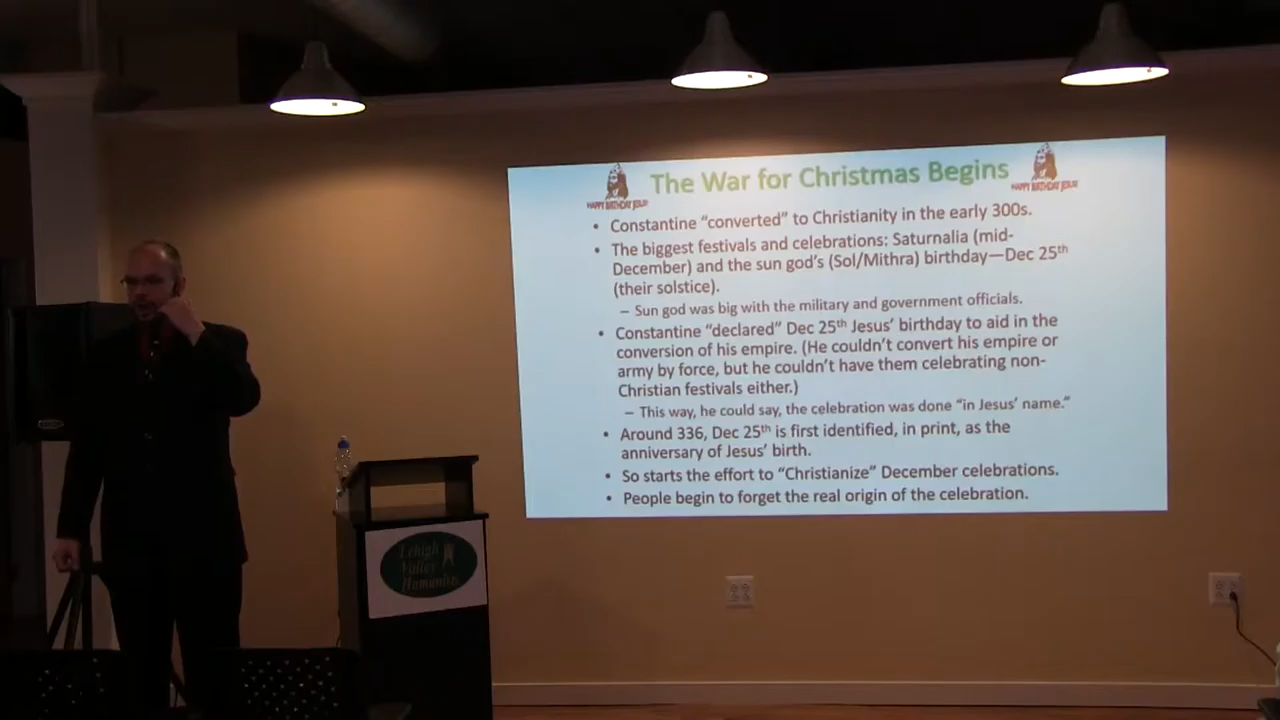 The War for Christmas Begins
HAPPY BIRTHDAY JESUS!
HAPPY BIRTHDAY JESUS!
• Constantine “converted” to Christianity in the early 300s.
• The biggest festivals and celebrations: Saturnalia (mid-
December) and the sun god’s (Sol/Mithra) birthday—Dec 25th
(their solstice).
– Sun god was big with the military and government officials.
• Constantine “declared” Dec 25th Jesus’ birthday to aid in the
conversion of his empire. (He couldn’t convert his empire or
army by force, but he couldn’t have them celebrating non-
Christian festivals either.)
– This way, he could say, the celebration was done “in Jesus’ name.”
• Around 336, Dec 25th is first identified, in print, as the
anniversary of Jesus’ birth.
• So starts the effort to “Christianize” December celebrations.
• People begin to forget the real origin of the celebration.
Lehigh
Valley
Humanists